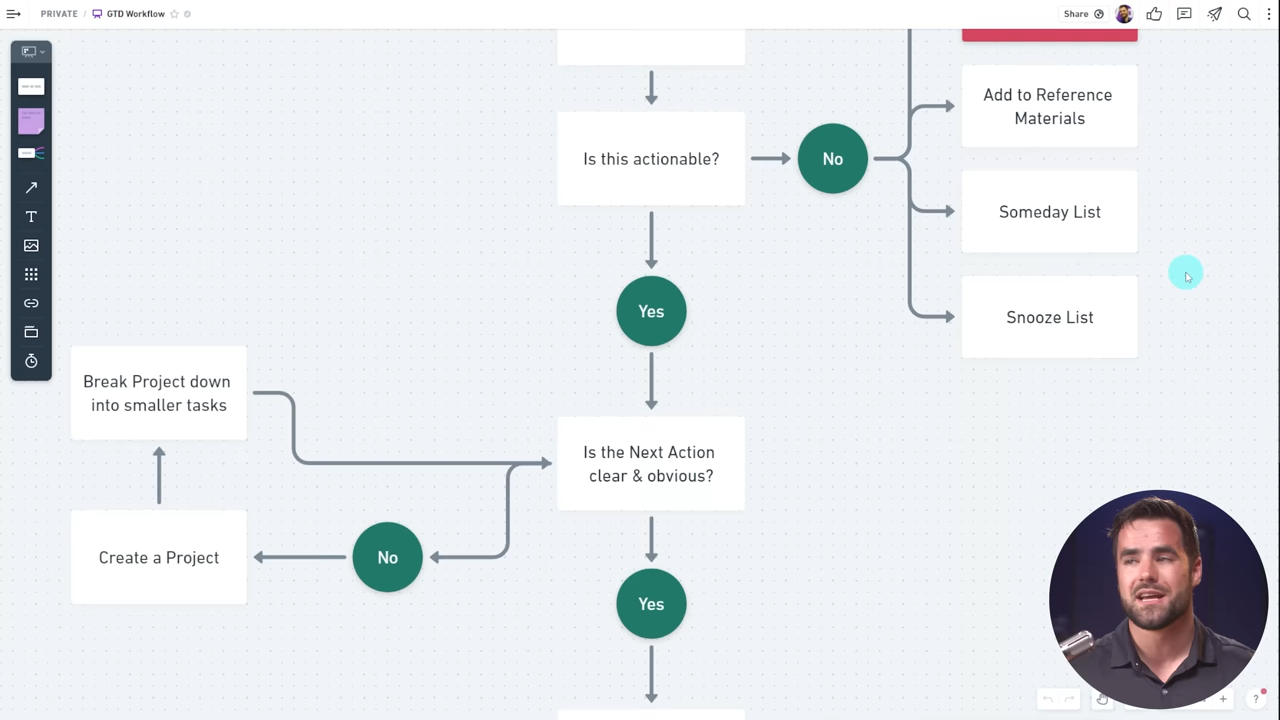 PRIVATE / GTD Workflow
Share
Add to Reference
Materials
Is this actionable?
No
Someday List
Yes
Snooze List
Break Project down
into smaller tasks
Is the Next Action
clear & obvious?
Create a Project
No
Yes